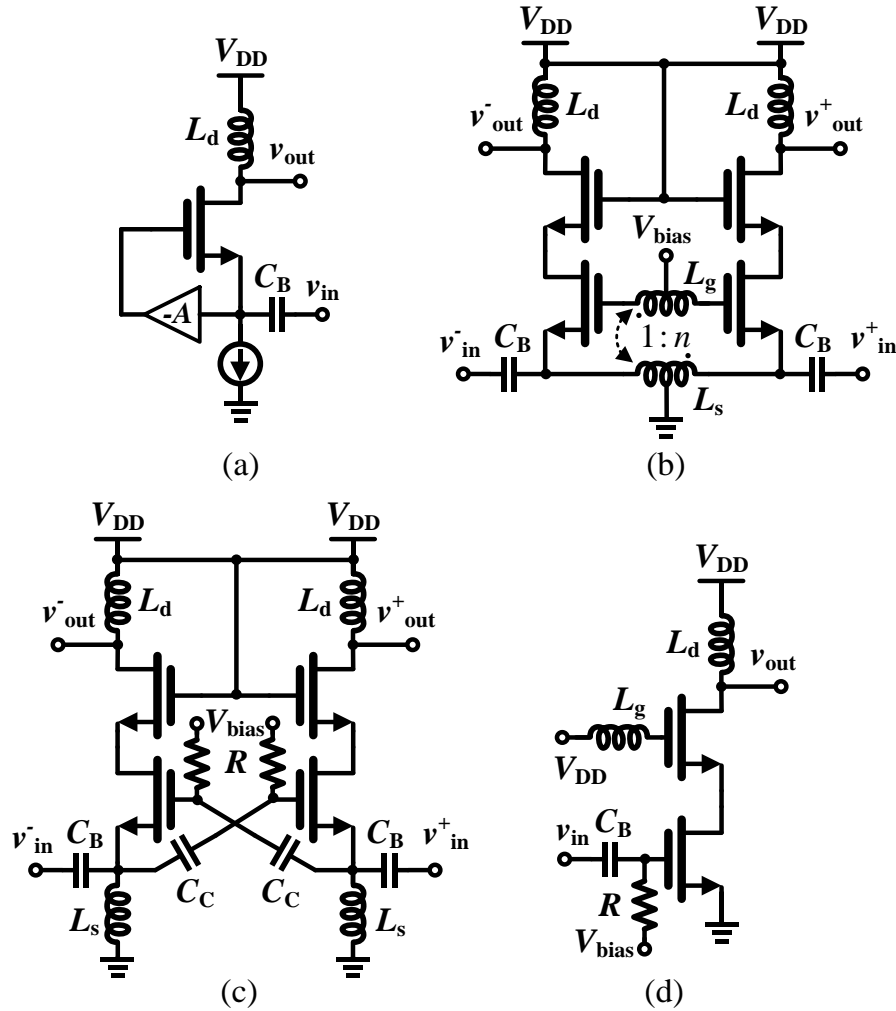 V_DD
L_d
v_out
C_B
v_in
-A
(a)
V_DD V_DD
L_d L_d
v^-_out v^+_out
V_bias
L_g
1:n
v^-_in C_B C_B v^+_in
L_s
(b)
V_DD V_DD
L_d L_d
v^-_out v^+_out
V_bias
R
v^-_in C_B C_B v^+_in
C_C C_C
L_s L_s
(c)
V_DD
L_d
v_out
L_g
V_DD
v_in C_B
R
V_bias
(d)